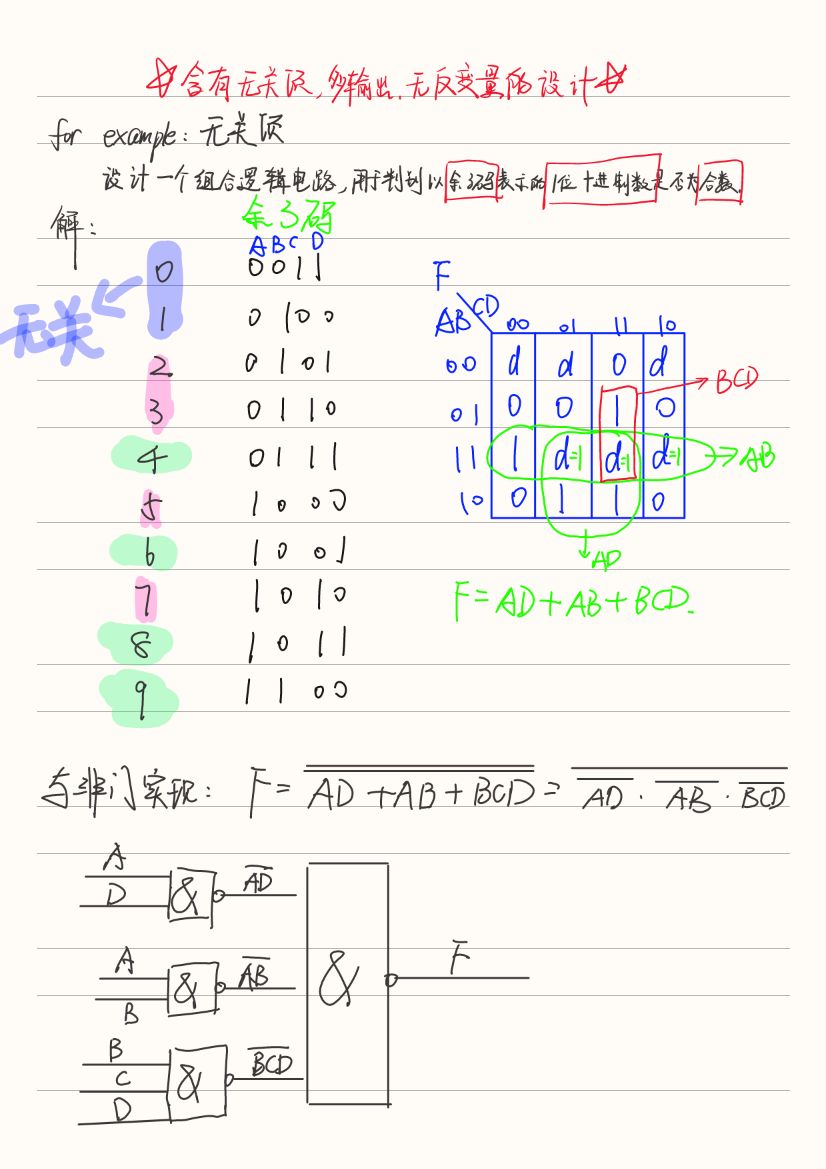 ☆含有无关项,多输出,无反变量的设计☆
for example: 无关项
设计一个组合逻辑电路,用于判别以余3码表示的1位十进制数是否为合数.
解:
余3码
ABCD
0 0011
1 0100
无关
2 0101
3 0110
4 0111
5 1000
6 1001
7 1010
8 1011
9 1100
F
AB CD 00 01 11 10
00 d d 0 d
01 0 0 1 0
11 1 d=1 d=1 d=1
10 0 1 1 0
BCD
AB
AD
F=AD+AB+BCD.
与非门实现: F= \overline{\overline{AD+AB+BCD}} = \overline{\overline{AD}·\overline{AB}·\overline{BCD}}
A
D & \overline{AD}
A
B & \overline{AB}
B
C
D & \overline{BCD}
& F